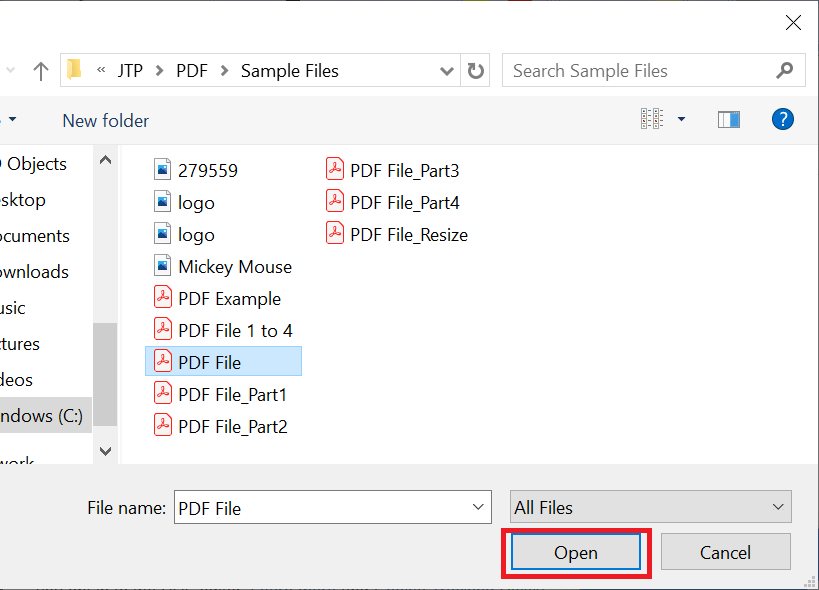 « JTP > PDF > Sample Files
Search Sample Files
New folder
?
Objects
sktop
ocuments
ownloads
usic
tures
deos
ndows (C:)
work
279559
logo
logo
Mickey Mouse
PDF Example
PDF File 1 to 4
PDF File
PDF File_Part1
PDF File_Part2
PDF File_Part3
PDF File_Part4
PDF File_Resize
File name: PDF File
All Files
Open
Cancel